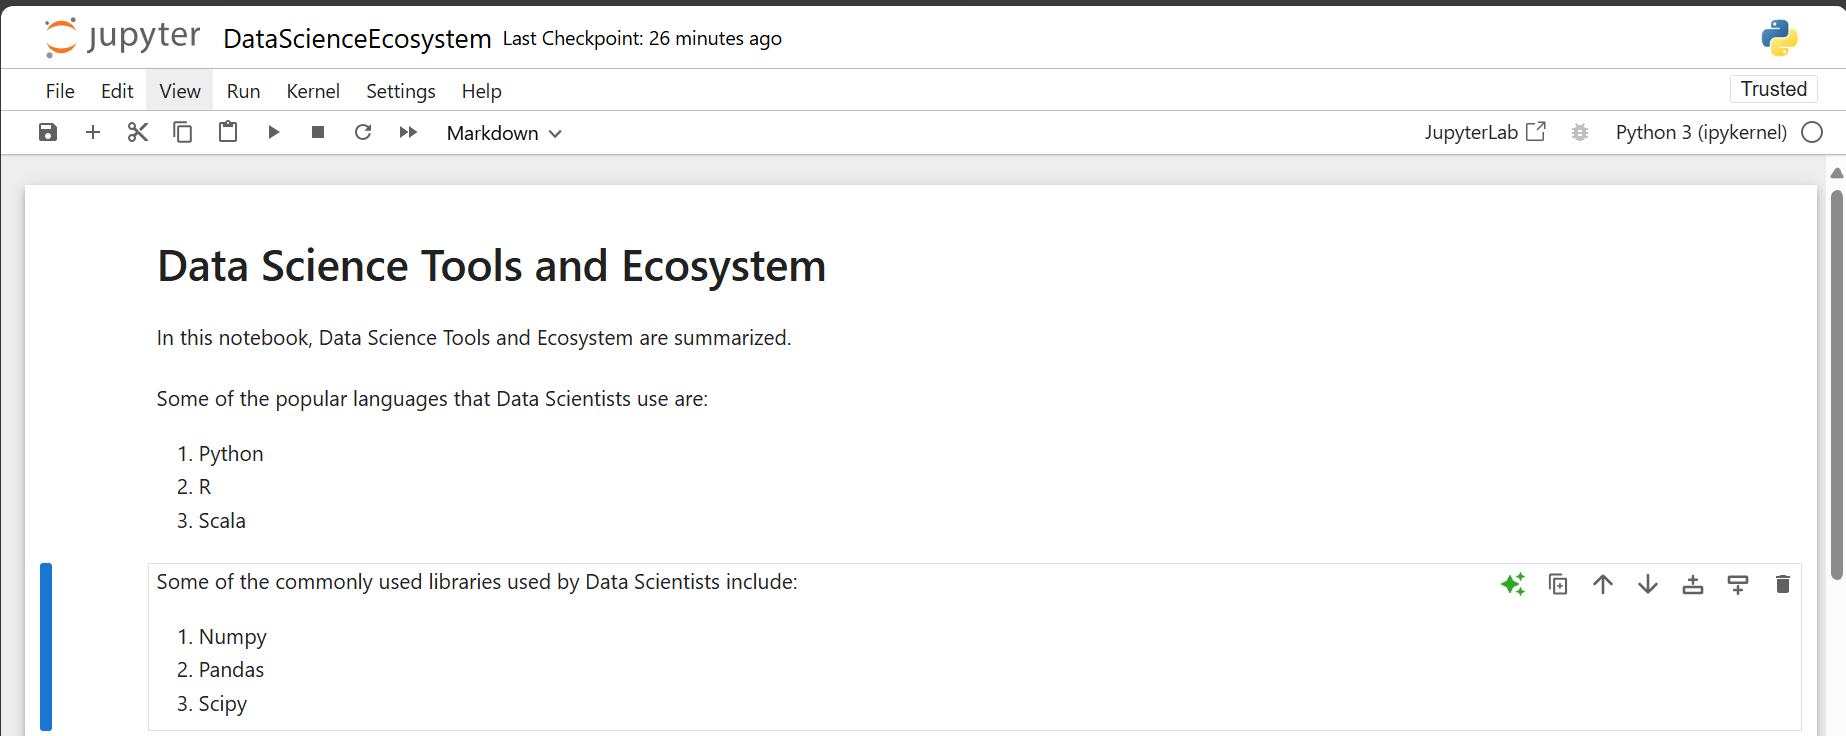 jupyter DataScienceEcosystem Last Checkpoint: 26 minutes ago
File Edit View Run Kernel Settings Help Trusted
Markdown JupyterLab Python 3 (ipykernel)
Data Science Tools and Ecosystem
In this notebook, Data Science Tools and Ecosystem are summarized.
Some of the popular languages that Data Scientists use are:
1. Python
2. R
3. Scala
Some of the commonly used libraries used by Data Scientists include:
1. Numpy
2. Pandas
3. Scipy